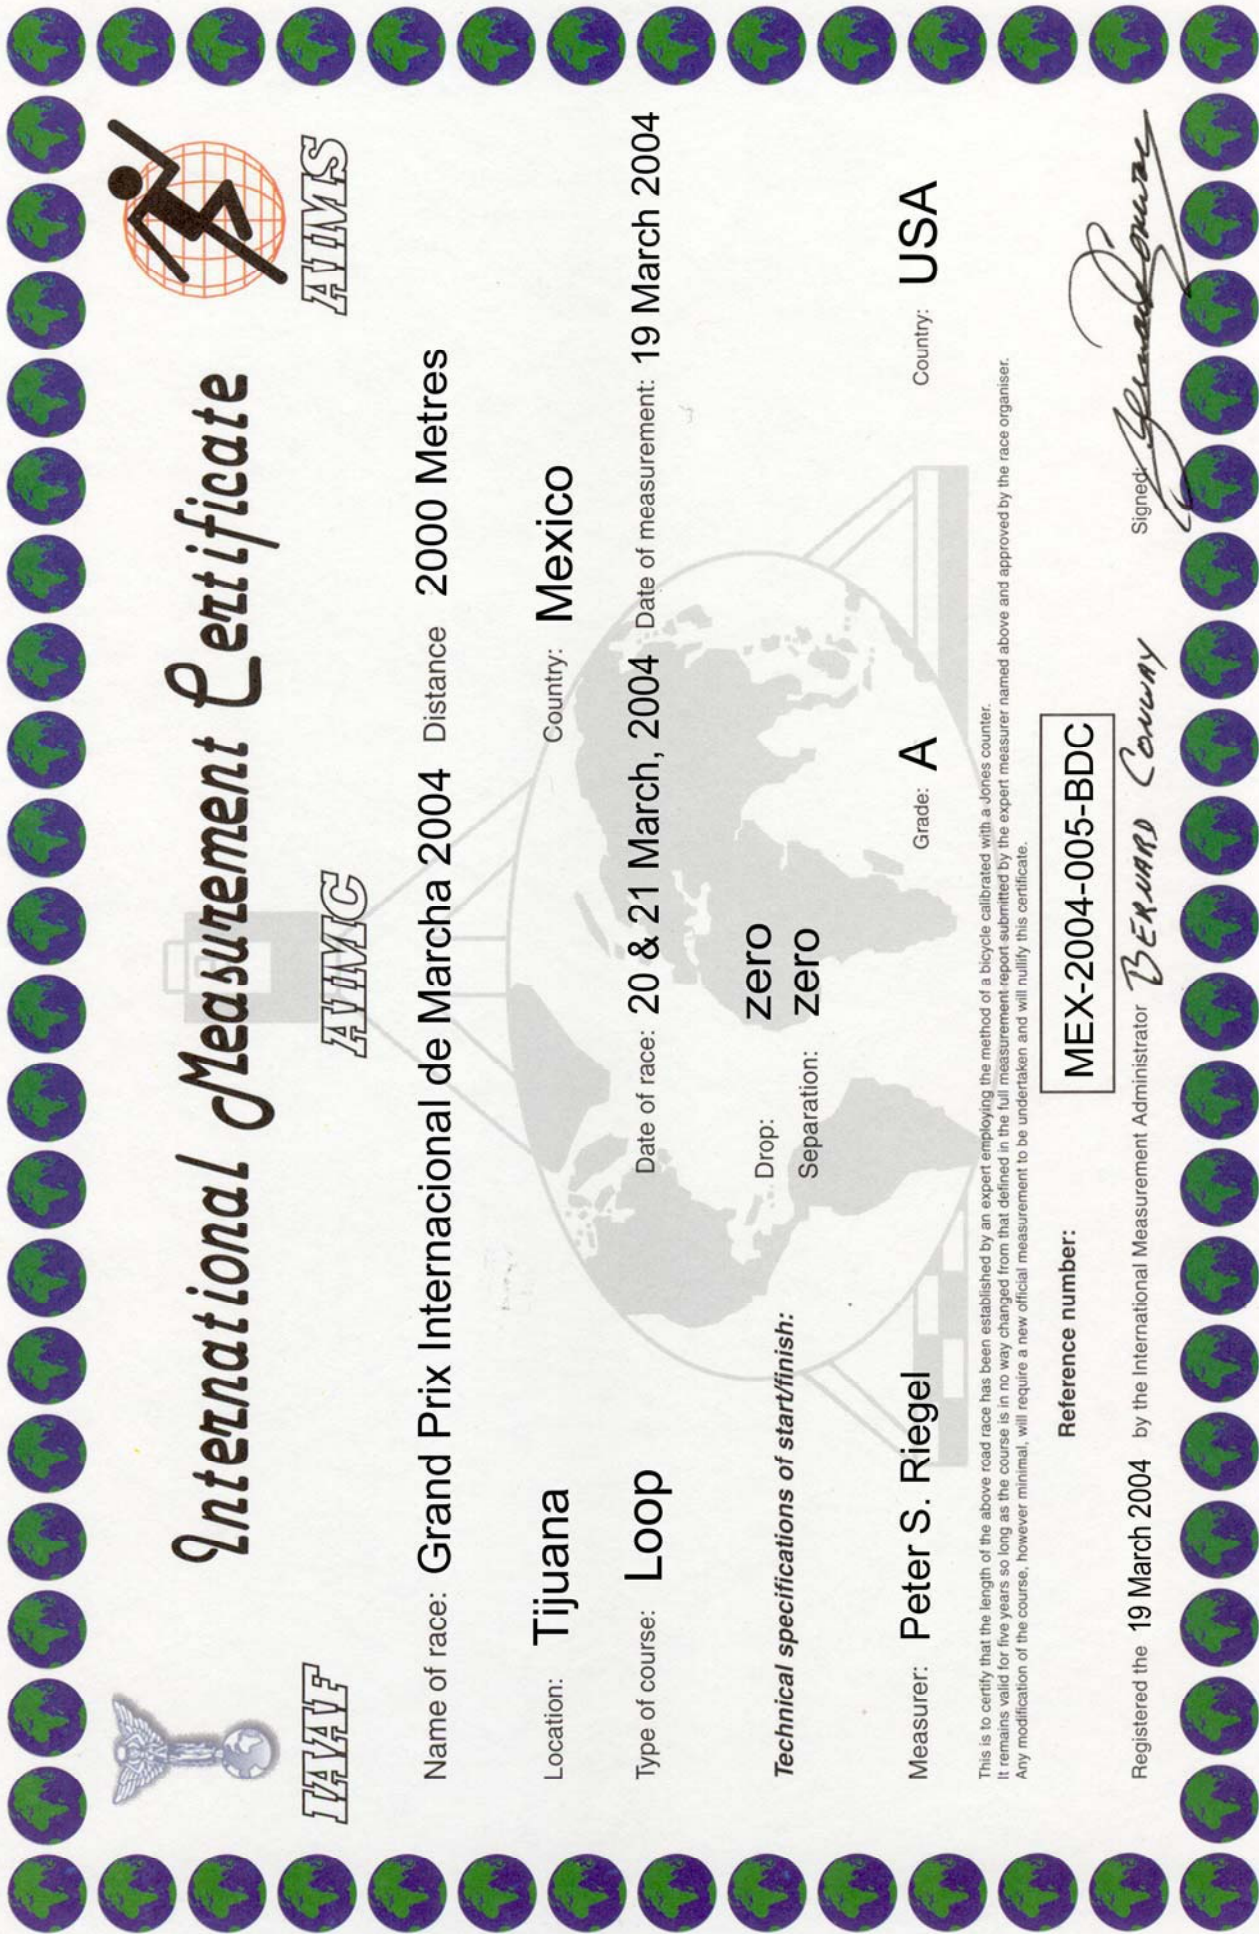 International Measurement Certificate
IAAF AIMC AIMS
Name of race: Grand Prix Internacional de Marcha 2004 Distance 2000 Metres
Location: Tijuana Country: Mexico
Type of course: Loop Date of race: 20 & 21 March, 2004 Date of measurement: 19 March 2004
Technical specifications of start/finish: Drop: zero
Separation: zero
Measurer: Peter S. Riegel Grade: A Country: USA
This is to certify that the length of the above road race has been established by an expert employing the method of a bicycle calibrated with a Jones counter.
It remains valid for five years so long as the course is in no way changed from that defined in the full measurement report submitted by the expert measurer named above and approved by the race organiser.
Any modification of the course, however minimal, will require a new official measurement to be undertaken and will nullify this certificate.
Reference number: MEX-2004-005-BDC
Registered the 19 March 2004 by the International Measurement Administrator BERNARD CONWAY Signed: